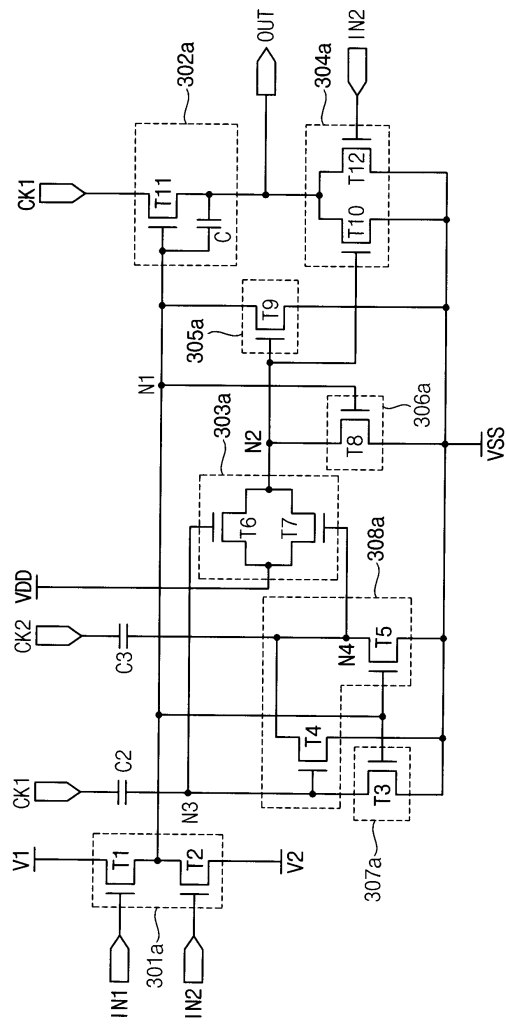 CK1
302a
T11
C
OUT
304a
IN2
T12
T10
N1
305a
T9
N2
303a
306a
T8
VSS
VDD
T6
T7
308a
CK2
C3
N4
T5
T4
CK1
C2
N3
T3
307a
V1
T1
T2
V2
301a
IN1
IN2